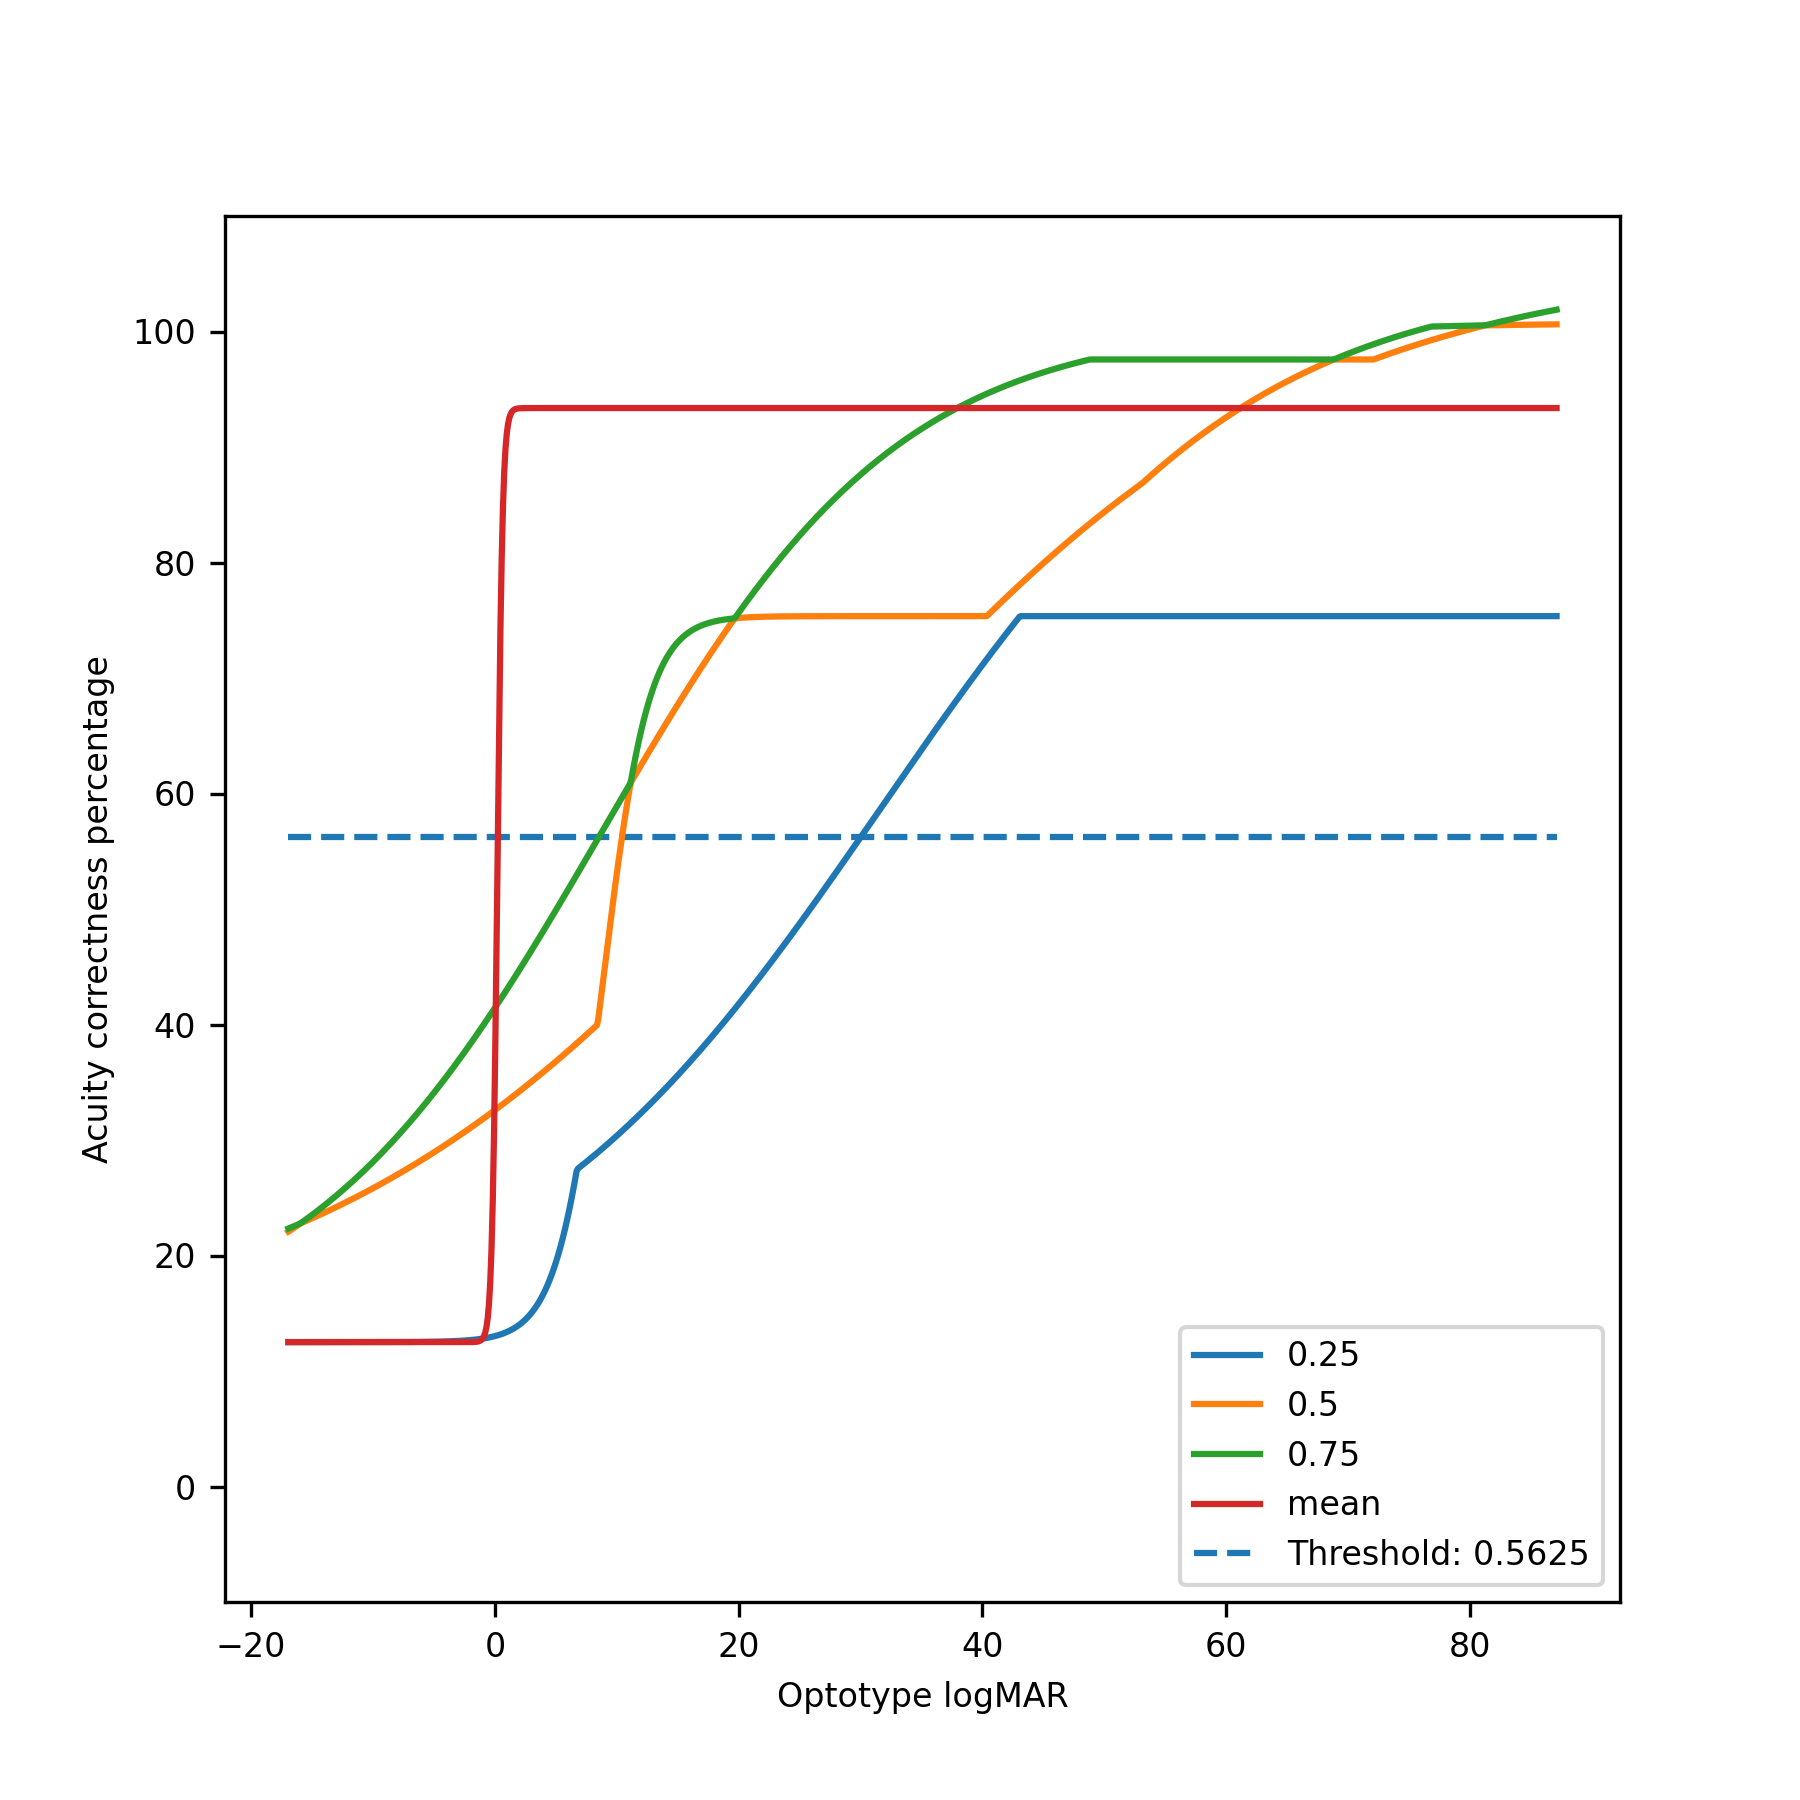 100
80
60
40
20
0
Acuity correctness percentage
−20 0 20 40 60 80
Optotype logMAR
0.25
0.5
0.75
mean
Threshold: 0.5625